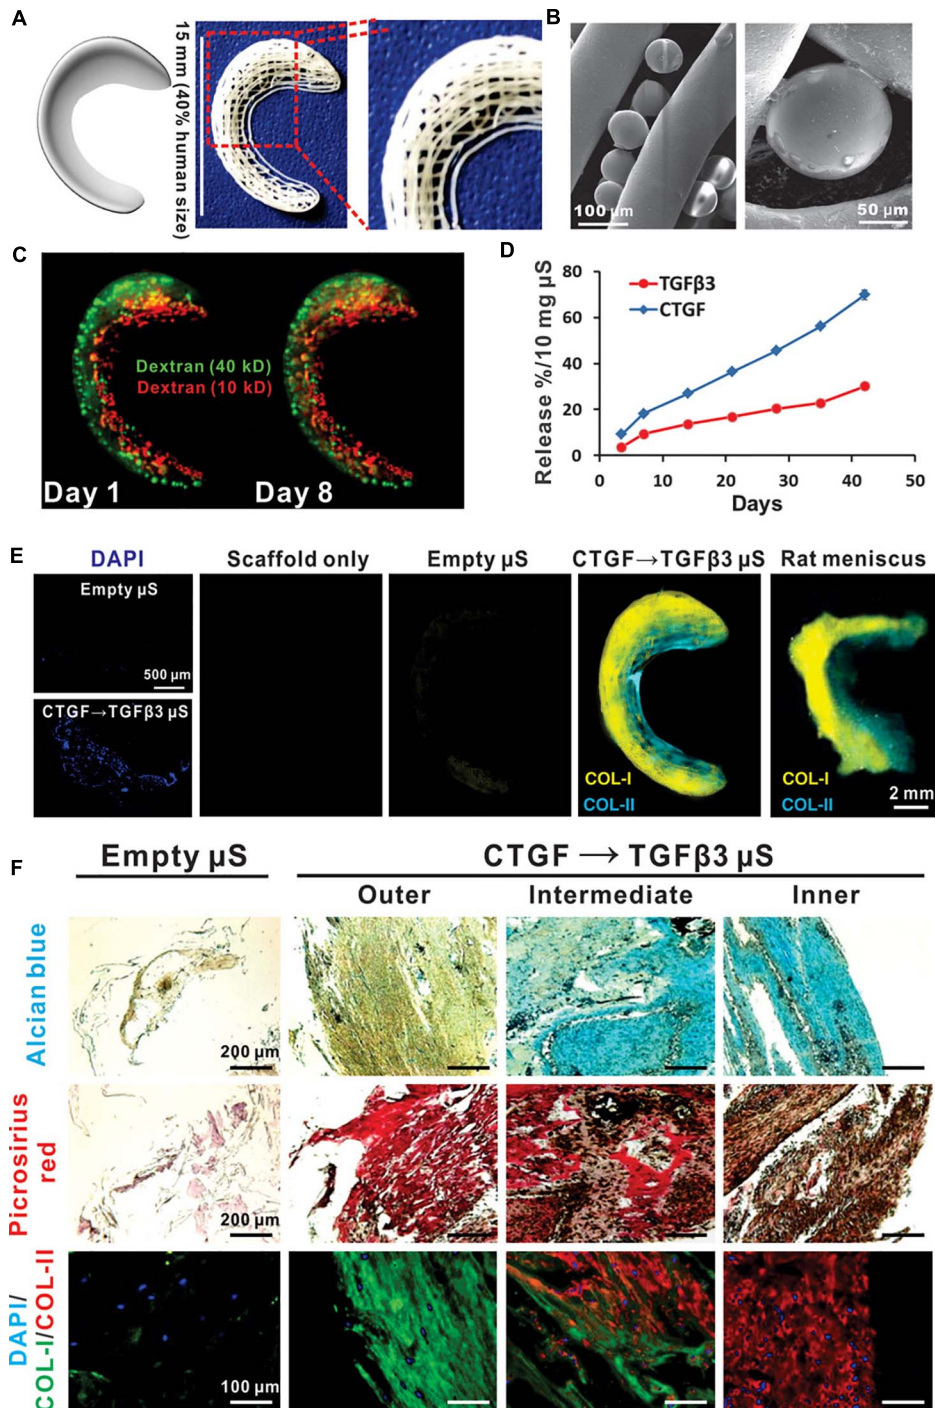 A
15 mm (40% human size)
B
100 µm
50 µm
C
Dextran (40 kD)
Dextran (10 kD)
Day 1
Day 8
D
80
60
40
20
0
Release %/10 mg µS
TGFβ3
CTGF
0
10
20
30
40
50
Days
E
DAPI
Scaffold only
Empty µS
CTGF→TGFβ3 µS
Rat meniscus
Empty µS
500 µm
CTGF→TGFβ3 µS
COL-I
COL-II
COL-I
COL-II
2 mm
F
Empty µS
CTGF → TGFβ3 µS
Outer
Intermediate
Inner
Alcian blue
200 µm
Picrosirius
red
200 µm
DAPI/
COL-I/COL-II
100 µm